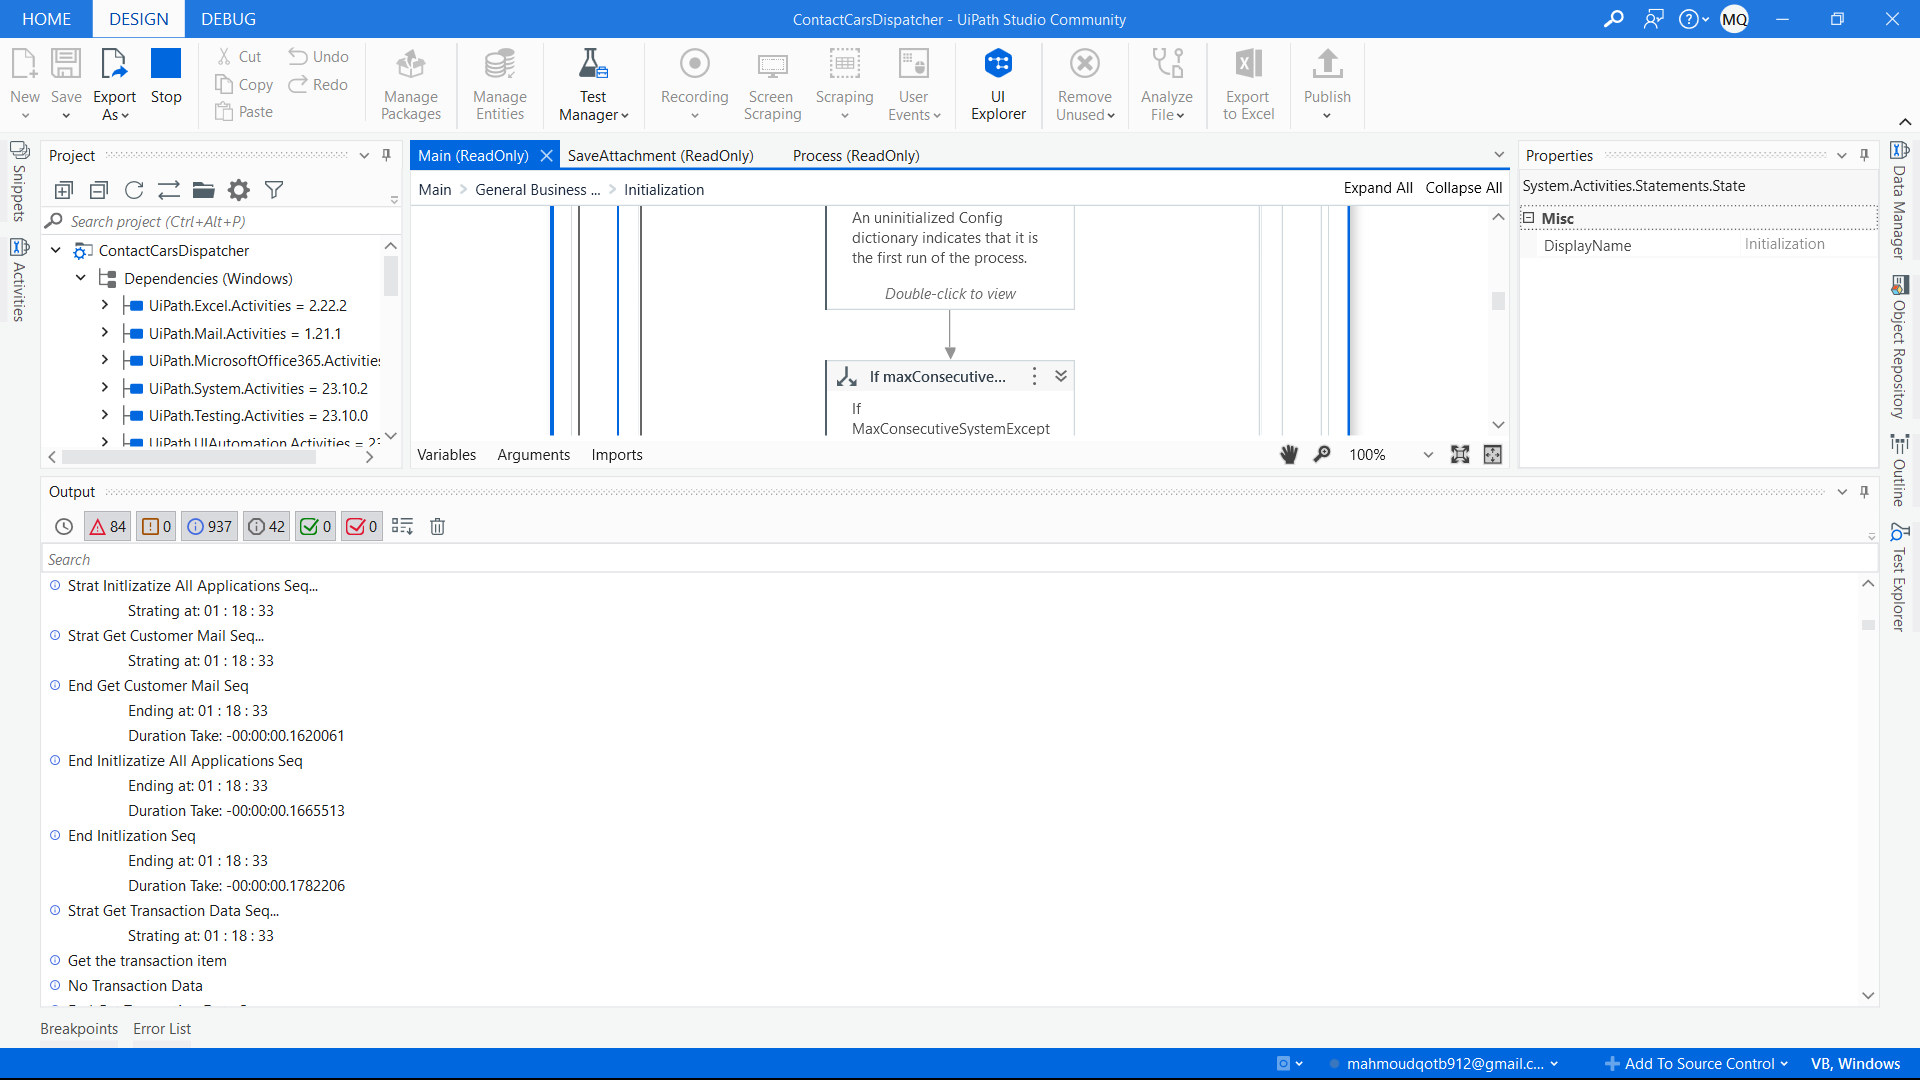 HOME DESIGN DEBUG ContactCarsDispatcher - UiPath Studio Community MQ
New Save Export As Stop
Cut Copy Paste Undo Redo
Manage Packages
Manage Entities
Test Manager
Recording
Screen Scraping
Scraping
User Events
UI Explorer
Remove Unused
Analyze File
Export to Excel
Publish
Snippets
Activities
Project
Search project (Ctrl+Alt+P)
ContactCarsDispatcher
Dependencies (Windows)
UiPath.Excel.Activities = 2.22.2
UiPath.Mail.Activities = 1.21.1
UiPath.MicrosoftOffice365.Activities
UiPath.System.Activities = 23.10.2
UiPath.Testing.Activities = 23.10.0
UiPath.UIAutomation.Activities = 23
Main (ReadOnly) SaveAttachment (ReadOnly) Process (ReadOnly)
Main > General Business ... > Initialization Expand All Collapse All
An uninitialized Config
dictionary indicates that it is
the first run of the process.
Double-click to view
If maxConsecutive...
If
MaxConsecutiveSystemExcept
Variables Arguments Imports 100%
Properties
System.Activities.Statements.State
Misc
DisplayName Initialization
Data Manager
Object Repository
Outline
Test Explorer
Output
84 0 937 42 0 0
Search
Strat Initlizatize All Applications Seq...
Strating at: 01 : 18 : 33
Strat Get Customer Mail Seq...
Strating at: 01 : 18 : 33
End Get Customer Mail Seq
Ending at: 01 : 18 : 33
Duration Take: -00:00:00.1620061
End Initlizatize All Applications Seq
Ending at: 01 : 18 : 33
Duration Take: -00:00:00.1665513
End Initlization Seq
Ending at: 01 : 18 : 33
Duration Take: -00:00:00.1782206
Strat Get Transaction Data Seq...
Strating at: 01 : 18 : 33
Get the transaction item
No Transaction Data
Breakpoints Error List
mahmoudqotb912@gmail.c... Add To Source Control VB, Windows